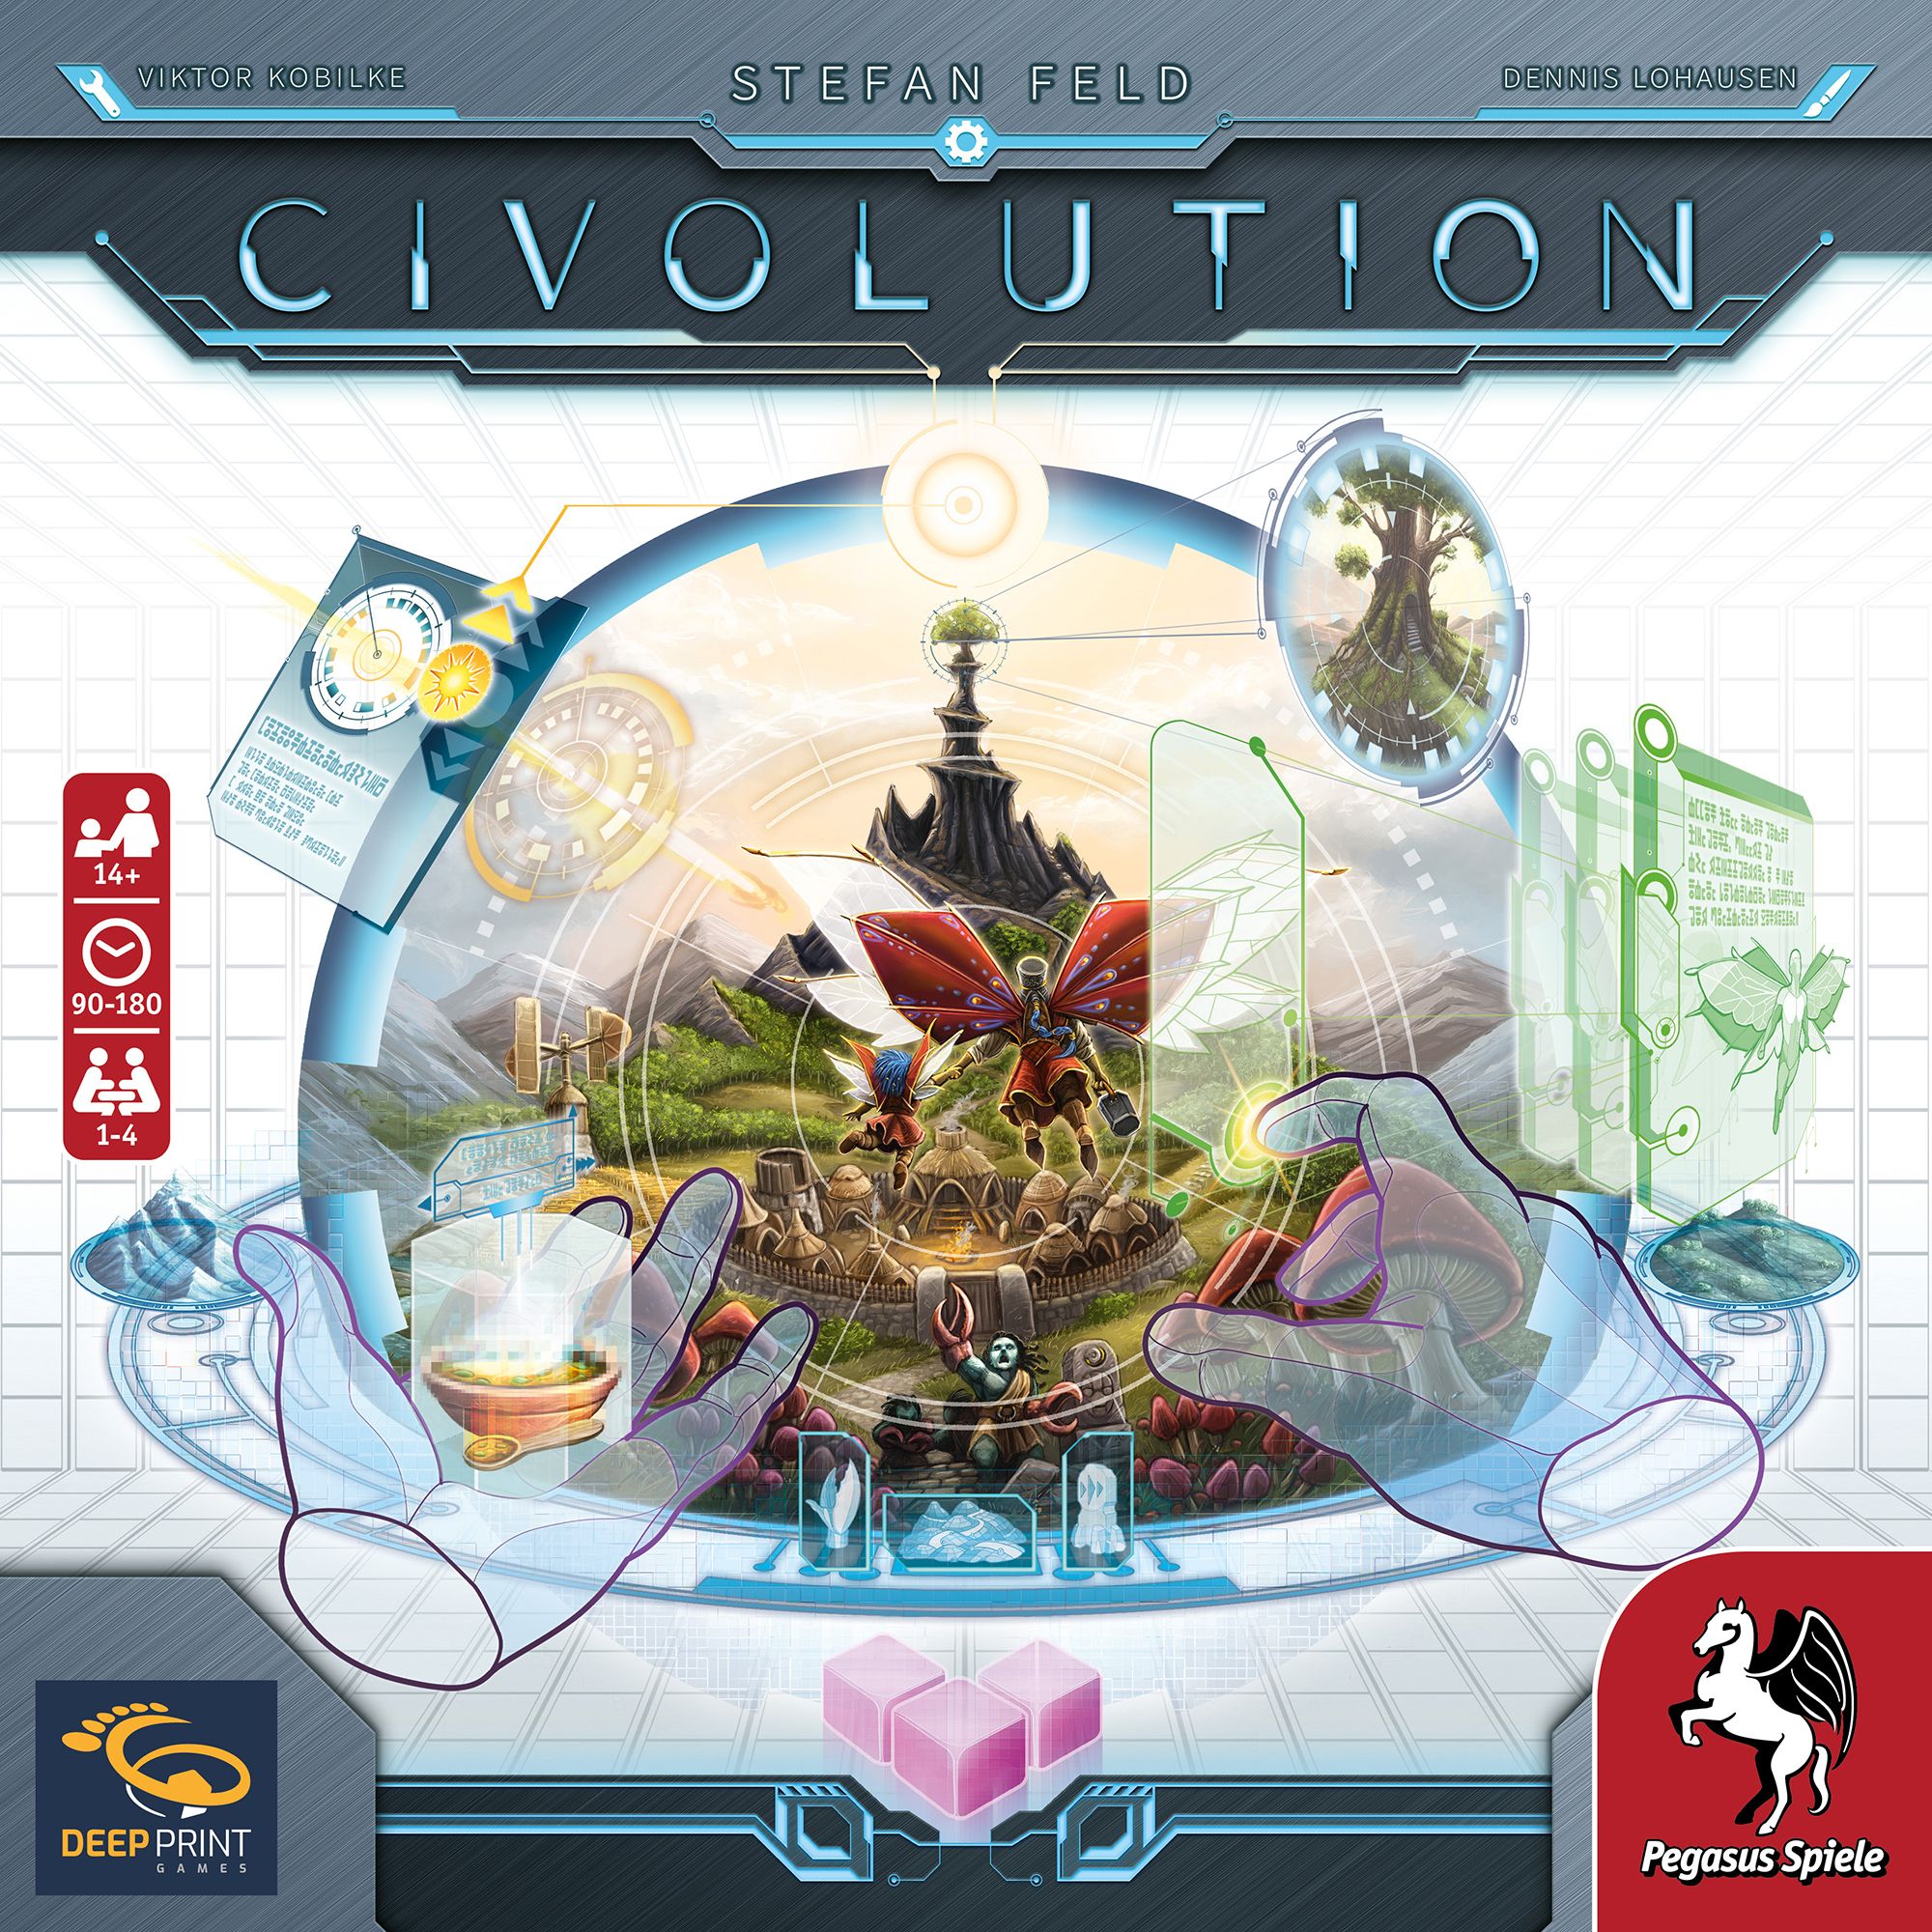 VIKTOR KOBILKE
STEFAN FELD
DENNIS LOHAUSEN
CIVOLUTION
14+
90-180
1-4
DEEP PRINT
GAMES
Pegasus Spiele